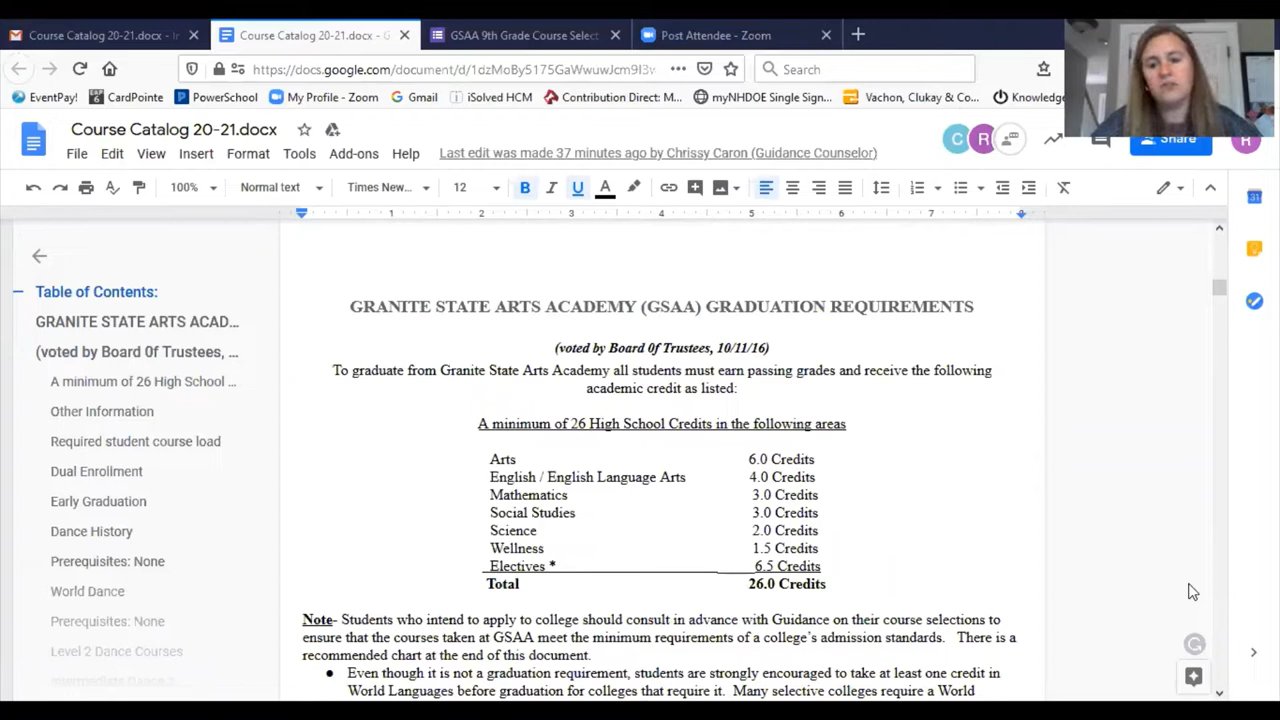 Course Catalog 20-21.docx - In
Course Catalog 20-21.docx - G
GSAA 9th Grade Course Select
Post Attendee - Zoom
https://docs.google.com/document/d/1dzMoBy5175GaWwuwJcm9I3v
Search
EventPay!
CardPointe
PowerSchool
My Profile - Zoom
Gmail
iSolved HCM
Contribution Direct: M...
myNHDOE Single Sign...
Vachon, Clukay & Co...
Knowledge
Course Catalog 20-21.docx
C
R
Share
R
File Edit View Insert Format Tools Add-ons Help
Last edit was made 37 minutes ago by Chrissy Caron (Guidance Counselor)
100% Normal text Times New... 12 B I U A
1 2 3 4 5 6 7
Table of Contents:
GRANITE STATE ARTS ACAD...
(voted by Board 0f Trustees, ...
A minimum of 26 High School ...
Other Information
Required student course load
Dual Enrollment
Early Graduation
Dance History
Prerequisites: None
World Dance
Prerequisites: None
Level 2 Dance Courses
Intermediate Dance 2
GRANITE STATE ARTS ACADEMY (GSAA) GRADUATION REQUIREMENTS
(voted by Board 0f Trustees, 10/11/16)
To graduate from Granite State Arts Academy all students must earn passing grades and receive the following
academic credit as listed:
A minimum of 26 High School Credits in the following areas
Arts 6.0 Credits
English / English Language Arts 4.0 Credits
Mathematics 3.0 Credits
Social Studies 3.0 Credits
Science 2.0 Credits
Wellness 1.5 Credits
Electives * 6.5 Credits
Total 26.0 Credits
Note- Students who intend to apply to college should consult in advance with Guidance on their course selections to
ensure that the courses taken at GSAA meet the minimum requirements of a college's admission standards. There is a
recommended chart at the end of this document.
● Even though it is not a graduation requirement, students are strongly encouraged to take at least one credit in
World Languages before graduation for colleges that require it. Many selective colleges require a World